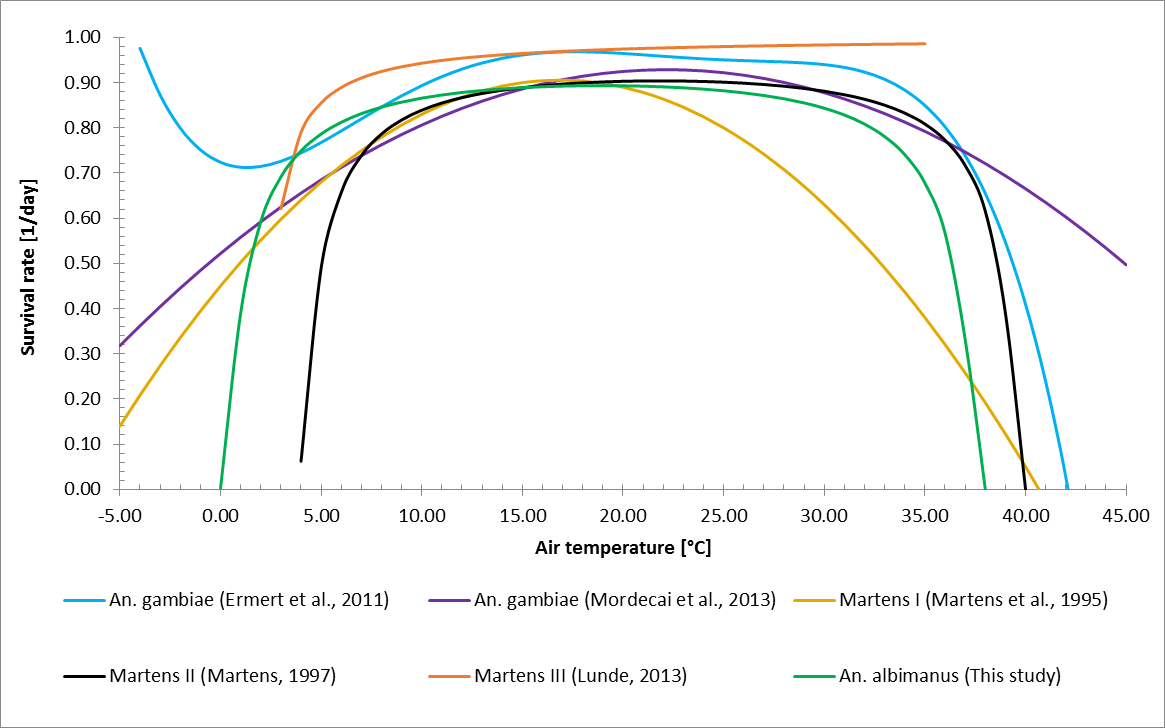 1.00
0.90
0.80
0.70
0.60
0.50
0.40
0.30
0.20
0.10
0.00
Survival rate [1/day]
-5.00 0.00 5.00 10.00 15.00 20.00 25.00 30.00 35.00 40.00 45.00
Air temperature [°C]
An. gambiae (Ermert et al., 2011) An. gambiae (Mordecai et al., 2013) Martens I (Martens et al., 1995)
Martens II (Martens, 1997) Martens III (Lunde, 2013) An. albimanus (This study)